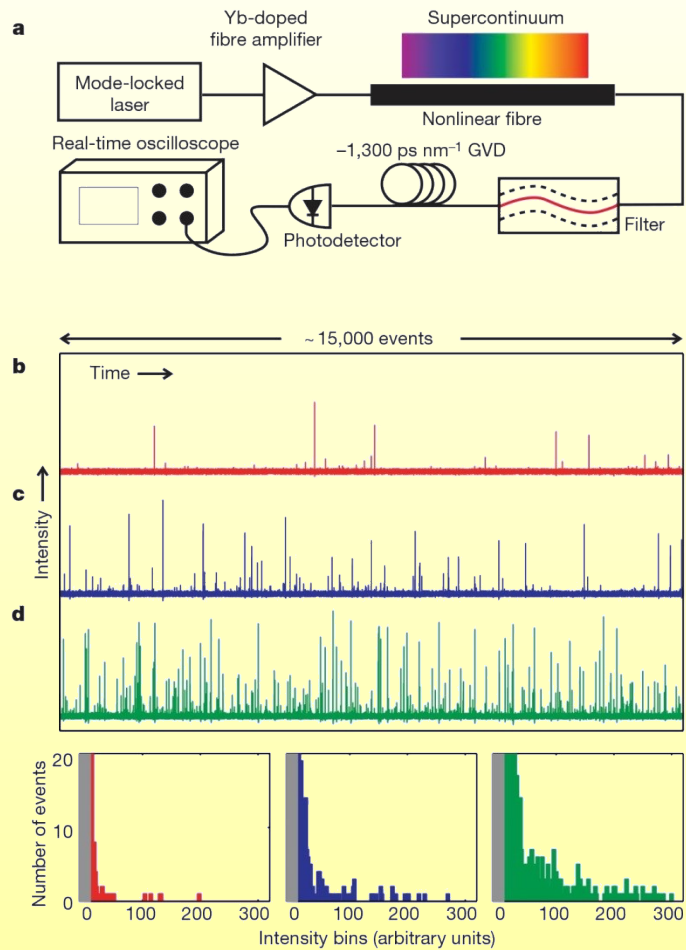 a
Yb-doped
fibre amplifier
Supercontinuum
Mode-locked
laser
Nonlinear fibre
Real-time oscilloscope
–1,300 ps nm⁻¹ GVD
Photodetector
Filter
~ 15,000 events
b
Time
c
Intensity
d
Number of events
20
10
0
0 100 200 300
0 100 200 300
0 100 200 300
Intensity bins (arbitrary units)